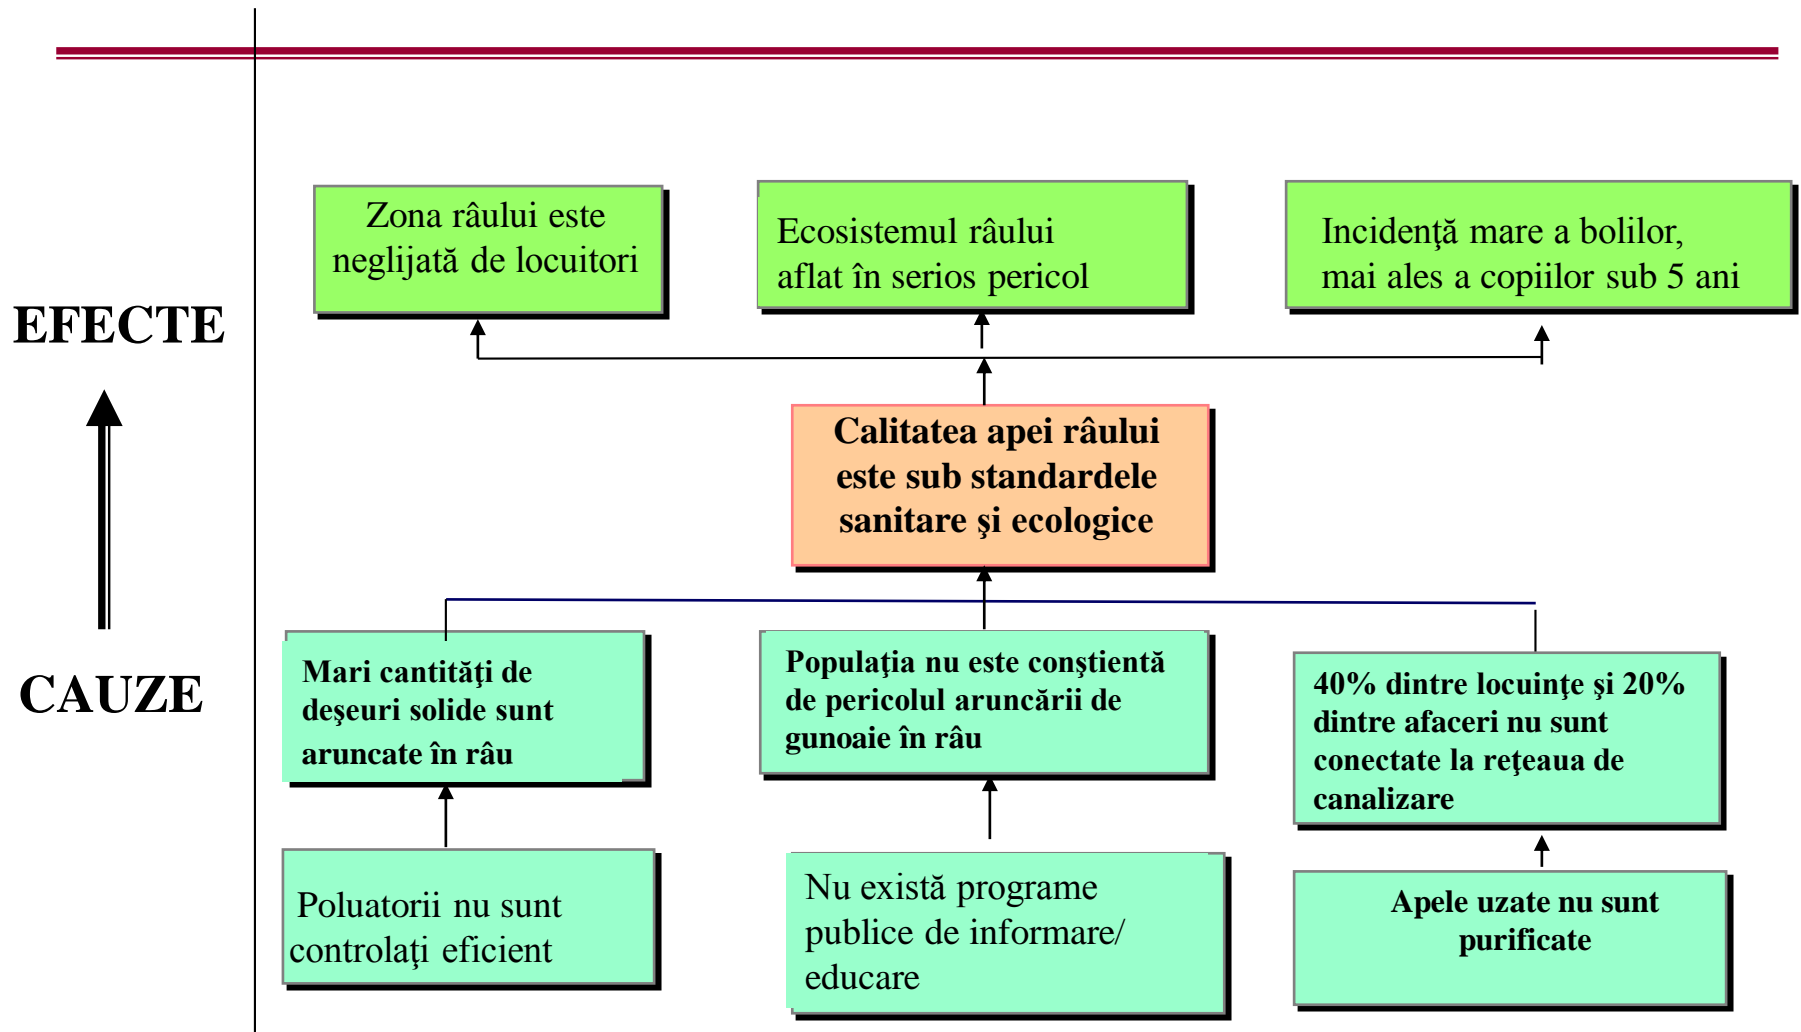 Zona râului este
neglijată de locuitori
Ecosistemul râului
aflat în serios pericol
Incidenţă mare a bolilor,
mai ales a copiilor sub 5 ani
EFECTE
Calitatea apei râului
este sub standardele
sanitare şi ecologice
CAUZE
Mari cantităţi de
deşeuri solide sunt
aruncate în râu
Populaţia nu este conştientă
de pericolul aruncării de
gunoaie în râu
40% dintre locuinţe şi 20%
dintre afaceri nu sunt
conectate la reţeaua de
canalizare
Poluatorii nu sunt
controlaţi eficient
Nu există programe
publice de informare/
educare
Apele uzate nu sunt
purificate